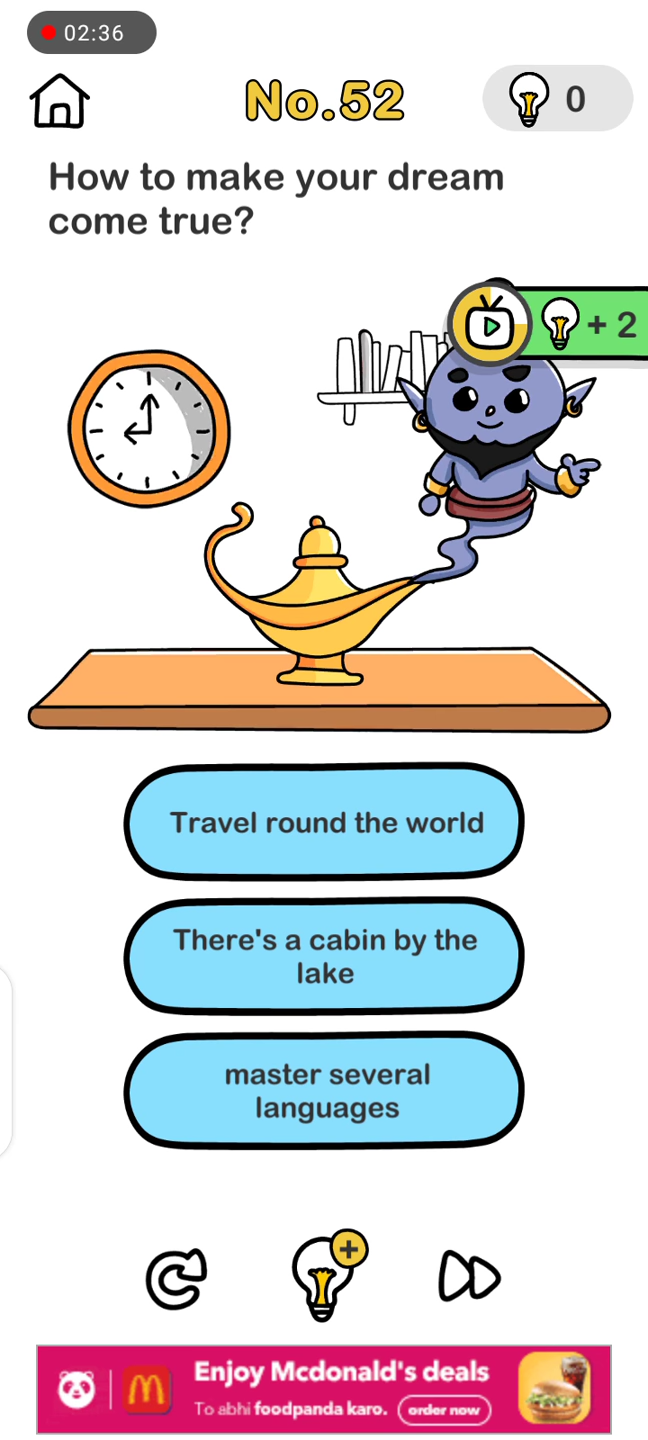 02:36
No.52
0
How to make your dream
come true?
+ 2
Travel round the world
There's a cabin by the
lake
master several
languages
Enjoy Mcdonald's deals
To abhi foodpanda karo. order now